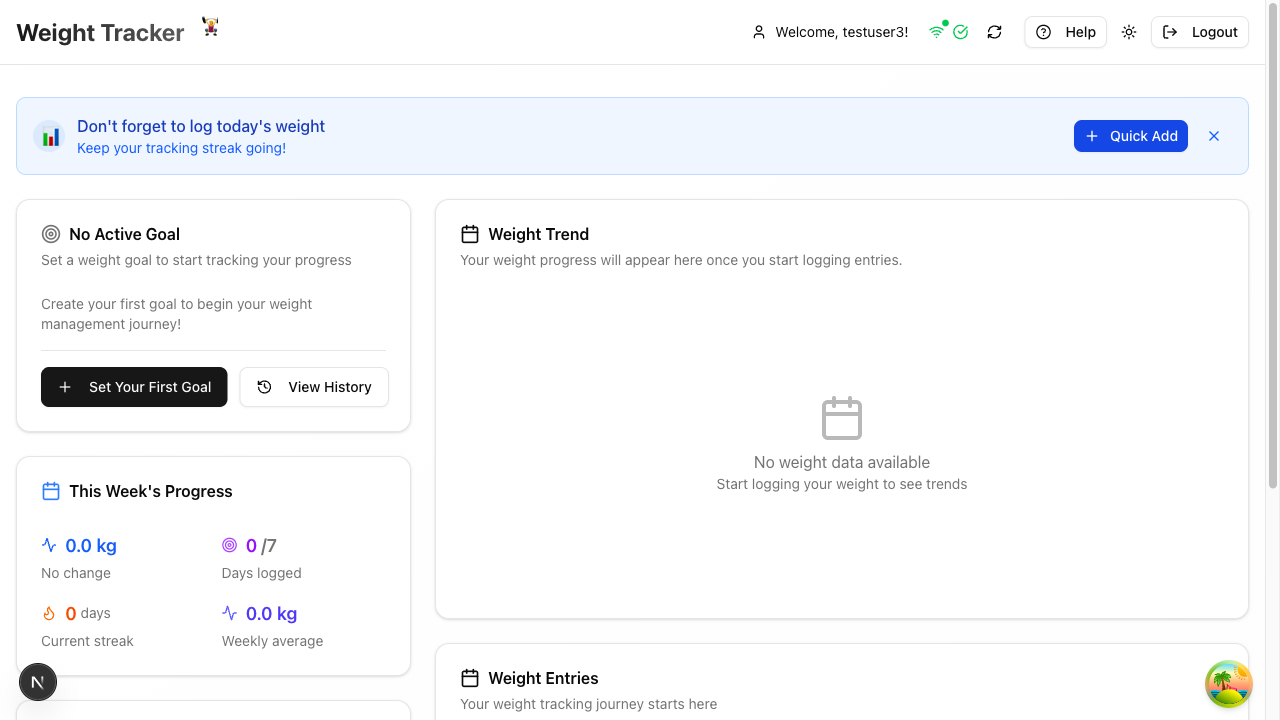 Weight Tracker
Welcome, testuser3!
Help
Logout
Don't forget to log today's weight
Keep your tracking streak going!
Quick Add
No Active Goal
Set a weight goal to start tracking your progress
Create your first goal to begin your weight
management journey!
Set Your First Goal
View History
This Week's Progress
0.0 kg
No change
0 /7
Days logged
0 days
Current streak
0.0 kg
Weekly average
N
Weight Trend
Your weight progress will appear here once you start logging entries.
No weight data available
Start logging your weight to see trends
Weight Entries
Your weight tracking journey starts here